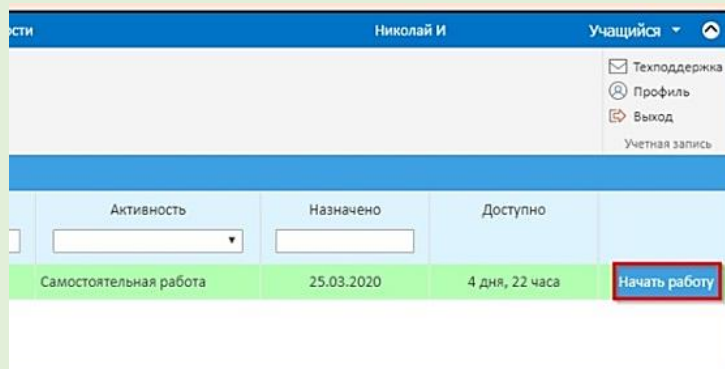 ости Николай И Учащийся
Техподдержка
Профиль
Выход
Учетная запись
Активность Назначено Доступно
Самостоятельная работа 25.03.2020 4 дня, 22 часа Начать работу